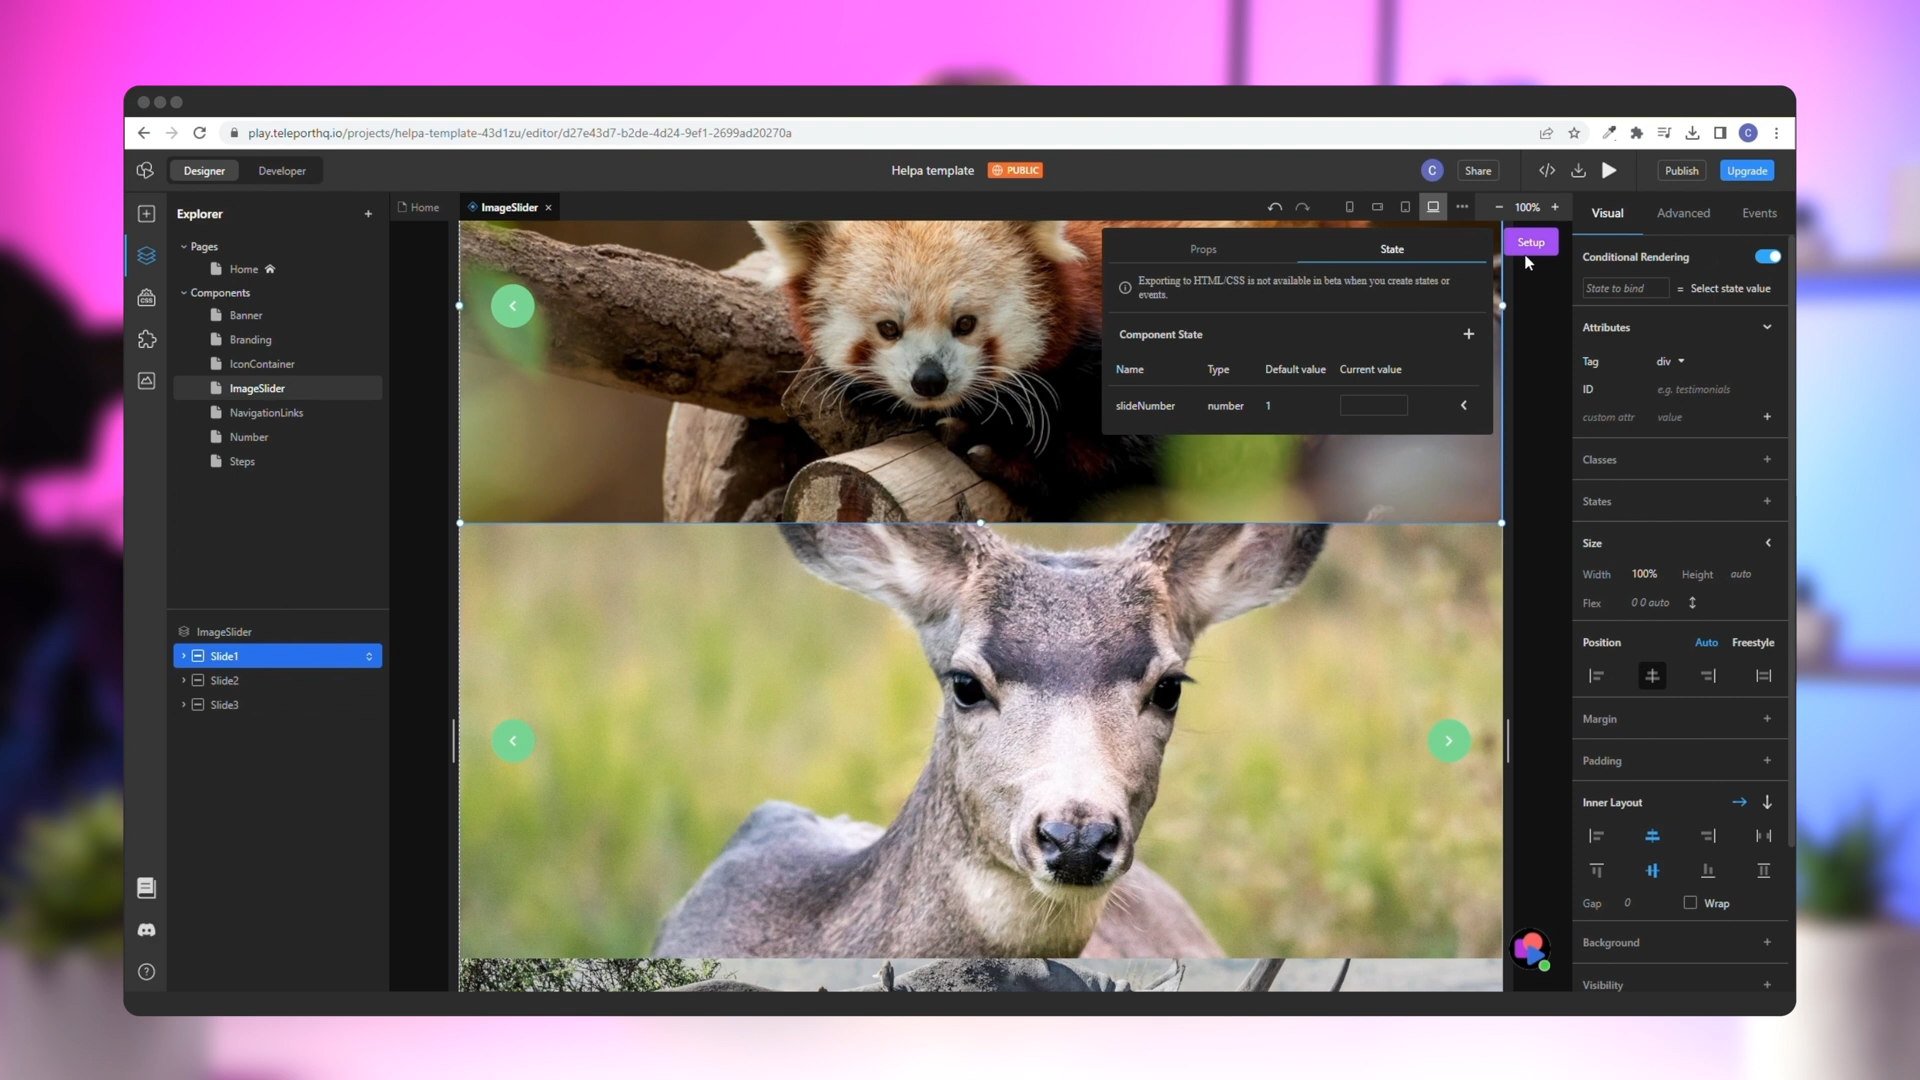 play.teleporthq.io/projects/helpa-template-43d1zu/editor/d27e43d7-b2de-4d24-9ef1-2699ad20270a
C
Designer
Developer
Helpa template
PUBLIC
C
Share
Publish
Upgrade
Explorer
Home
ImageSlider
100%
Visual
Advanced
Events
Pages
Home
Components
Banner
Branding
IconContainer
ImageSlider
NavigationLinks
Number
Steps
CSS
ImageSlider
Slide1
Slide2
Slide3
Props
State
Exporting to HTML/CSS is not available in beta when you create states or
events.
Component State
Name Type Default value Current value
slideNumber number 1
Setup
Conditional Rendering
State to bind = Select state value
Attributes
Tag div
ID e.g. testimonials
custom attr value
Classes
States
Size
Width 100% Height auto
Flex 0 0 auto
Position Auto Freestyle
Margin
Padding
Inner Layout
Gap 0 Wrap
Background
Visibility